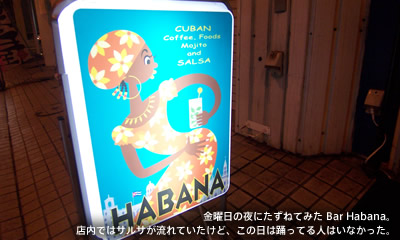 CUBAN
Coffee, Foods
Mojito
and
SALSA
HABANA
金曜日の夜にたずねてみた Bar Habana。
店内ではサルサが流れていたけど、この日は踊ってる人はいなかった。